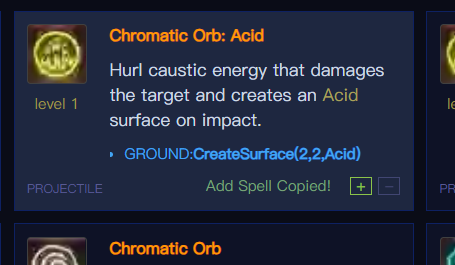 Chromatic Orb: Acid
Hurl caustic energy that damages
the target and creates an Acid
surface on impact.
level 1
GROUND:CreateSurface(2,2,Acid)
PROJECTILE
Add Spell Copied!
+
−
Chromatic Orb